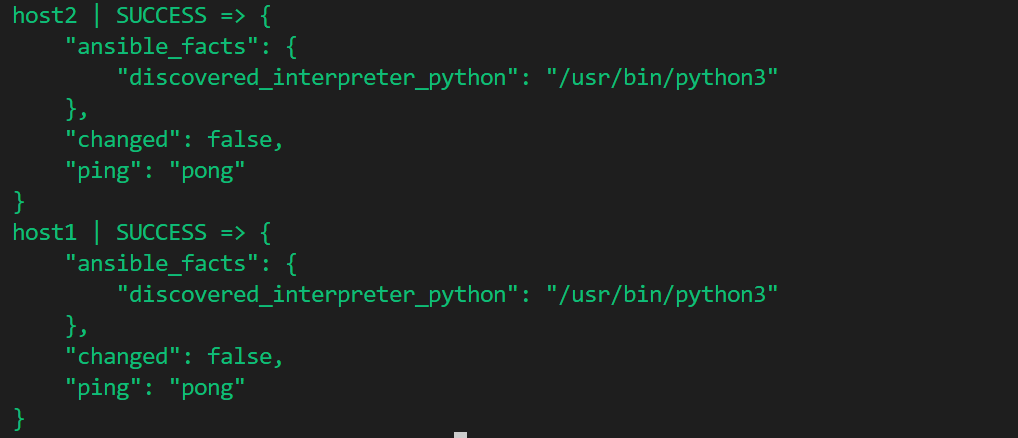 host2 | SUCCESS => {
    "ansible_facts": {
        "discovered_interpreter_python": "/usr/bin/python3"
    },
    "changed": false,
    "ping": "pong"
}
host1 | SUCCESS => {
    "ansible_facts": {
        "discovered_interpreter_python": "/usr/bin/python3"
    },
    "changed": false,
    "ping": "pong"
}